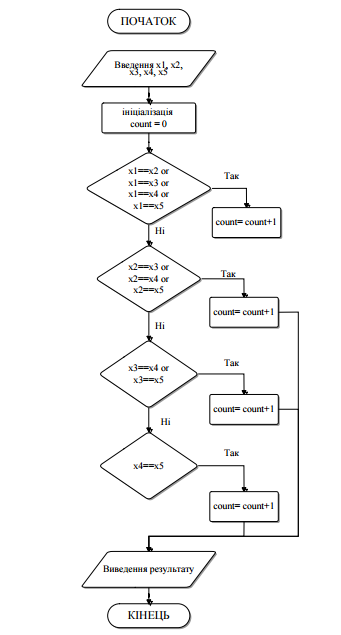 ПОЧАТОК
Введення x1, x2,
x3, x4, x5
ініціалізація
count = 0
x1==x2 or
x1==x3 or
x1==x4 or
x1==x5
Так
count= count+1
Ні
x2==x3 or
x2==x4 or
x2==x5
Так
count= count+1
Ні
x3==x4 or
x3==x5
Так
count= count+1
Ні
x4==x5
Так
count= count+1
Виведення результату
КІНЕЦЬ